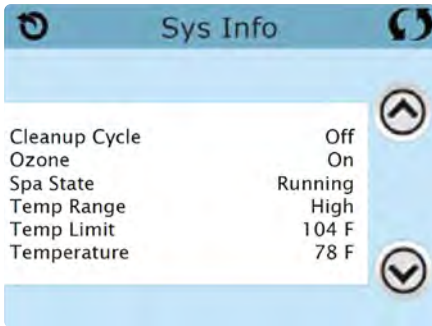 Sys Info
Cleanup Cycle Off
Ozone On
Spa State Running
Temp Range High
Temp Limit 104 F
Temperature 78 F